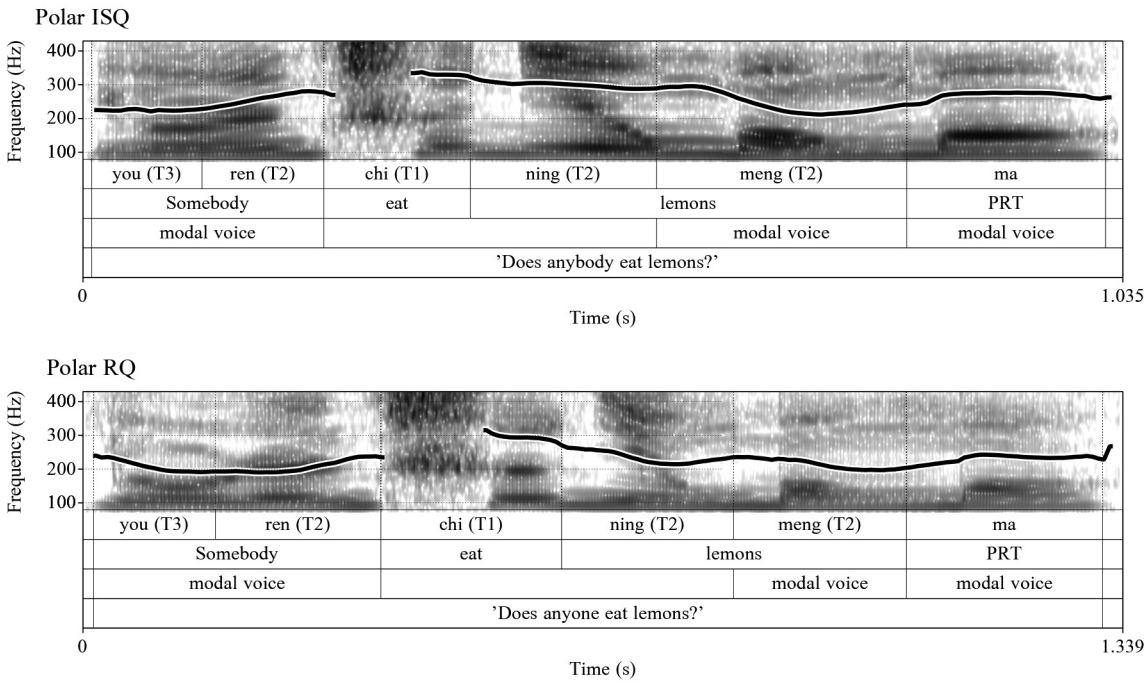 Polar ISQ
Frequency (Hz)
400
300
200
100
you (T3) ren (T2) chi (T1) ning (T2) meng (T2) ma
Somebody eat lemons PRT
modal voice modal voice modal voice
’Does anybody eat lemons?’
0 1.035
Time (s)
Polar RQ
Frequency (Hz)
400
300
200
100
you (T3) ren (T2) chi (T1) ning (T2) meng (T2) ma
Somebody eat lemons PRT
modal voice modal voice modal voice
’Does anyone eat lemons?’
0 1.339
Time (s)